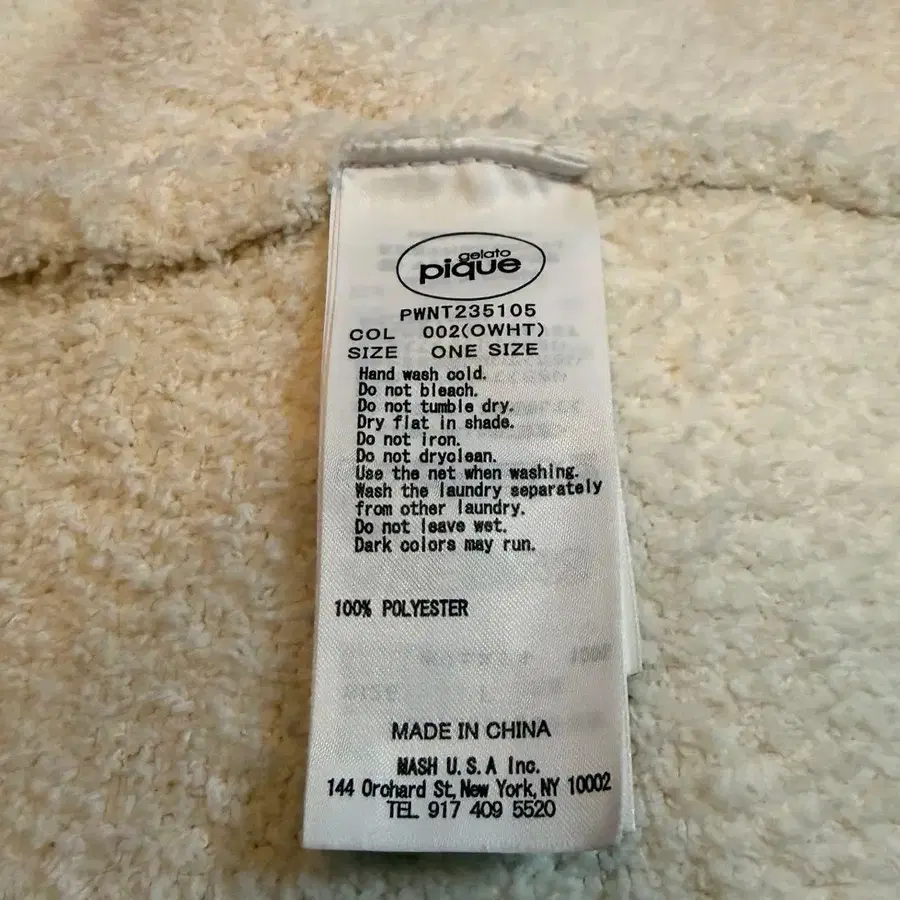 gelato
pique
PWNT235105
COL 002(OWHT)
SIZE ONE SIZE
Hand wash cold.
Do not bleach.
Do not tumble dry.
Dry flat in shade.
Do not iron.
Do not dryclean.
Use the net when washing.
Wash the laundry separately
from other laundry.
Do not leave wet.
Dark colors may run.
100% POLYESTER
MADE IN CHINA
MASH U.S.A Inc.
144 Orchard St, New York, NY 10002
TEL 917 409 5520